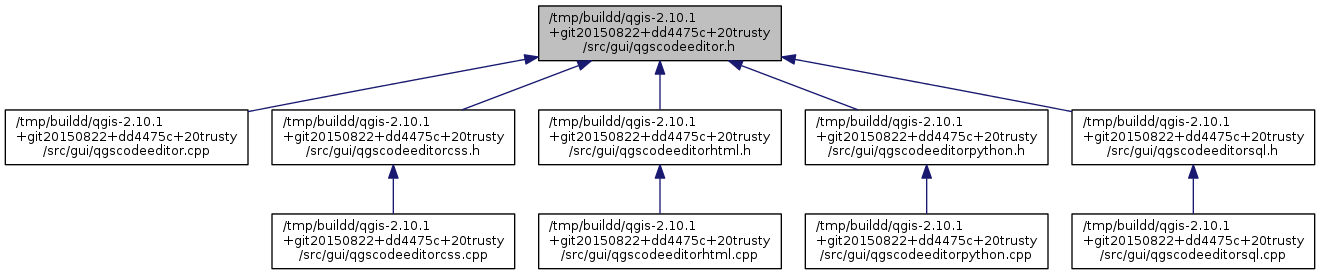 /tmp/buildd/qgis-2.10.1
+git20150822+dd4475c+20trusty
/src/gui/qgscodeeditor.h
/tmp/buildd/qgis-2.10.1
+git20150822+dd4475c+20trusty
/src/gui/qgscodeeditor.cpp
/tmp/buildd/qgis-2.10.1
+git20150822+dd4475c+20trusty
/src/gui/qgscodeeditorcss.h
/tmp/buildd/qgis-2.10.1
+git20150822+dd4475c+20trusty
/src/gui/qgscodeeditorhtml.h
/tmp/buildd/qgis-2.10.1
+git20150822+dd4475c+20trusty
/src/gui/qgscodeeditorpython.h
/tmp/buildd/qgis-2.10.1
+git20150822+dd4475c+20trusty
/src/gui/qgscodeeditorsql.h
/tmp/buildd/qgis-2.10.1
+git20150822+dd4475c+20trusty
/src/gui/qgscodeeditorcss.cpp
/tmp/buildd/qgis-2.10.1
+git20150822+dd4475c+20trusty
/src/gui/qgscodeeditorhtml.cpp
/tmp/buildd/qgis-2.10.1
+git20150822+dd4475c+20trusty
/src/gui/qgscodeeditorpython.cpp
/tmp/buildd/qgis-2.10.1
+git20150822+dd4475c+20trusty
/src/gui/qgscodeeditorsql.cpp